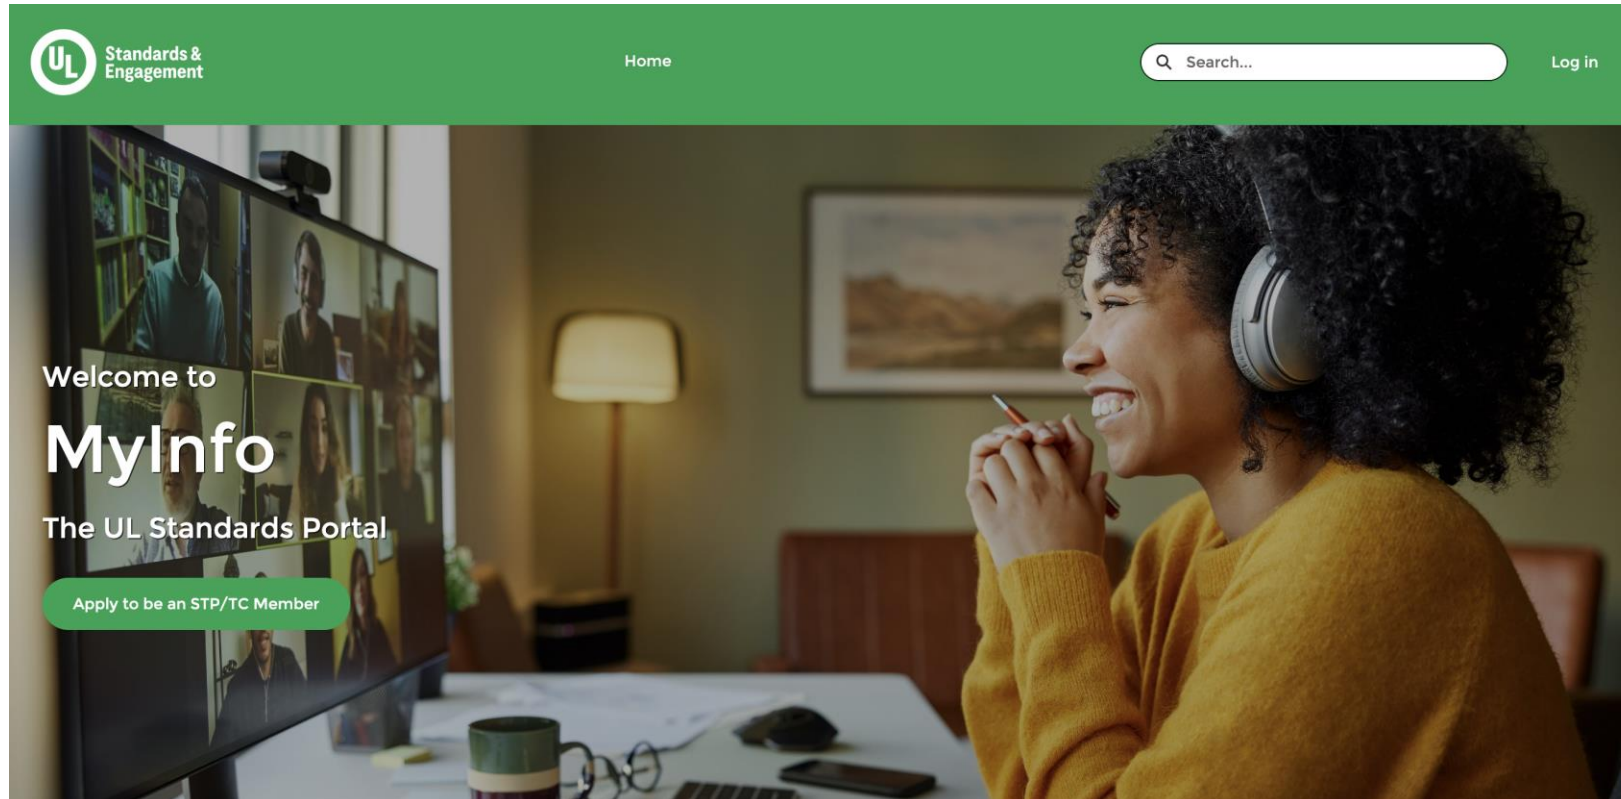 UL
Standards &
Engagement
Home
Search...
Log in
Welcome to
MyInfo
The UL Standards Portal
Apply to be an STP/TC Member